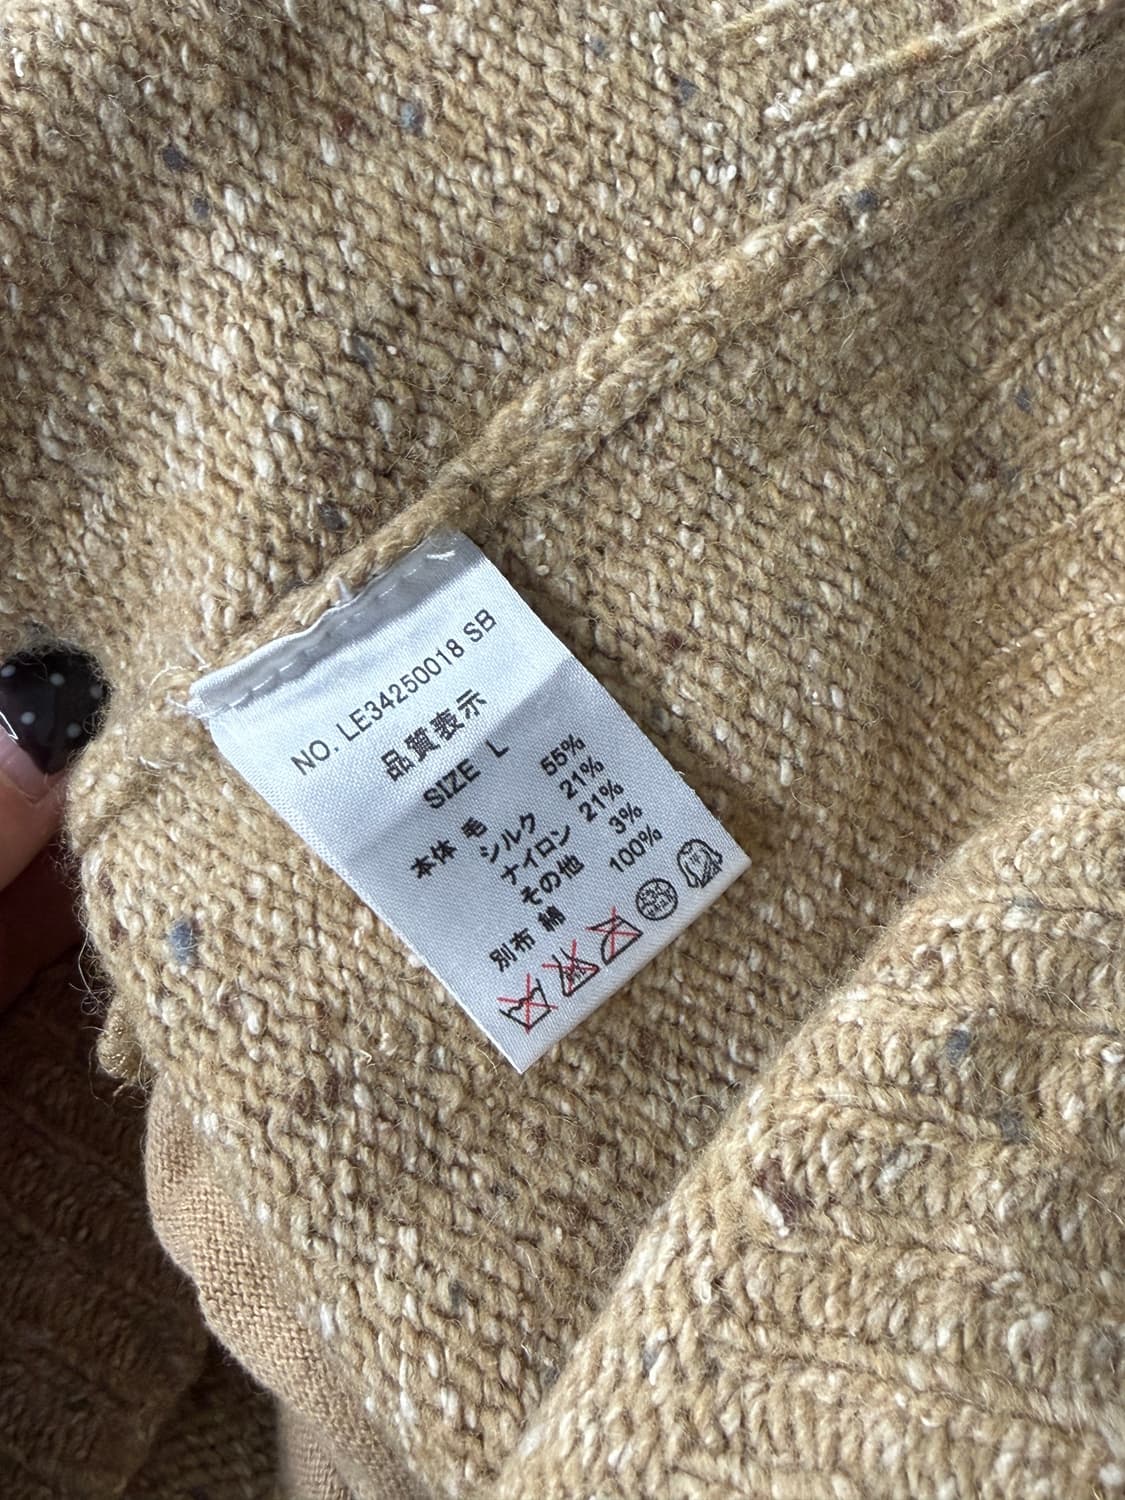 NO. LE34250018 SB
品質表示
SIZE L
本体 毛 55%
シルク 21%
ナイロン 21%
その他 3%
別布 綿 100%